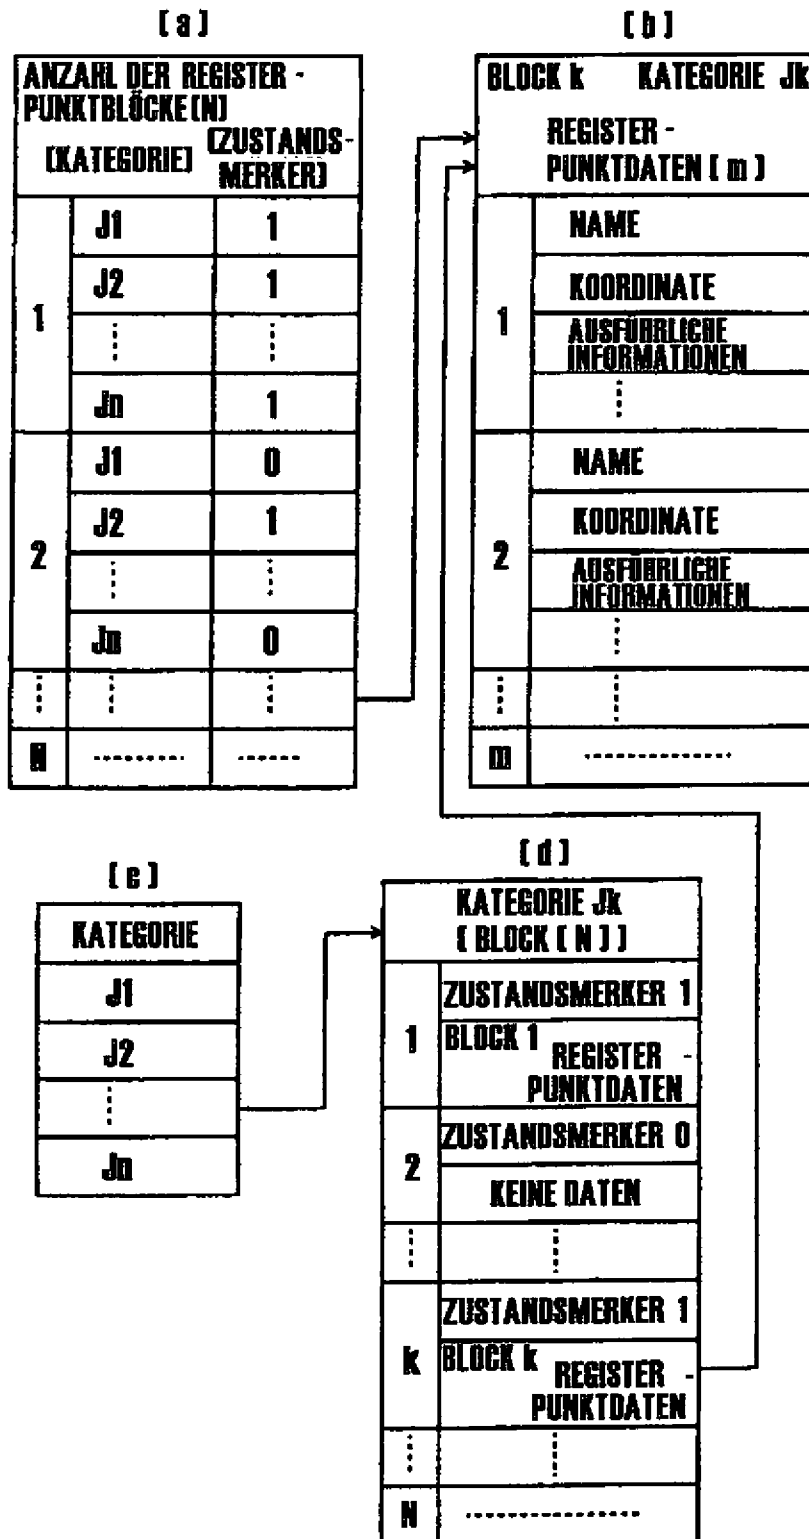 [a]
ANZAHL DER REGISTER -
PUNKTBLÖCKE[N]
[KATEGORIE] [ZUSTANDS-
MERKER]
1
J1 1
J2 1
Jn 1
2
J1 0
J2 1
Jn 0
N
[b]
BLOCK k KATEGORIE Jk
REGISTER -
PUNKTDATEN [ m ]
1
NAME
KOORDINATE
AUSFÜHRLICHE
INFORMATIONEN
2
NAME
KOORDINATE
AUSFÜHRLICHE
INFORMATIONEN
m
[c]
KATEGORIE
J1
J2
Jn
[d]
KATEGORIE Jk
[ BLOCK [ N ] ]
1
ZUSTANDSMERKER 1
BLOCK 1
REGISTER -
PUNKTDATEN
2
ZUSTANDSMERKER 0
KEINE DATEN
k
ZUSTANDSMERKER 1
BLOCK k
REGISTER -
PUNKTDATEN
N